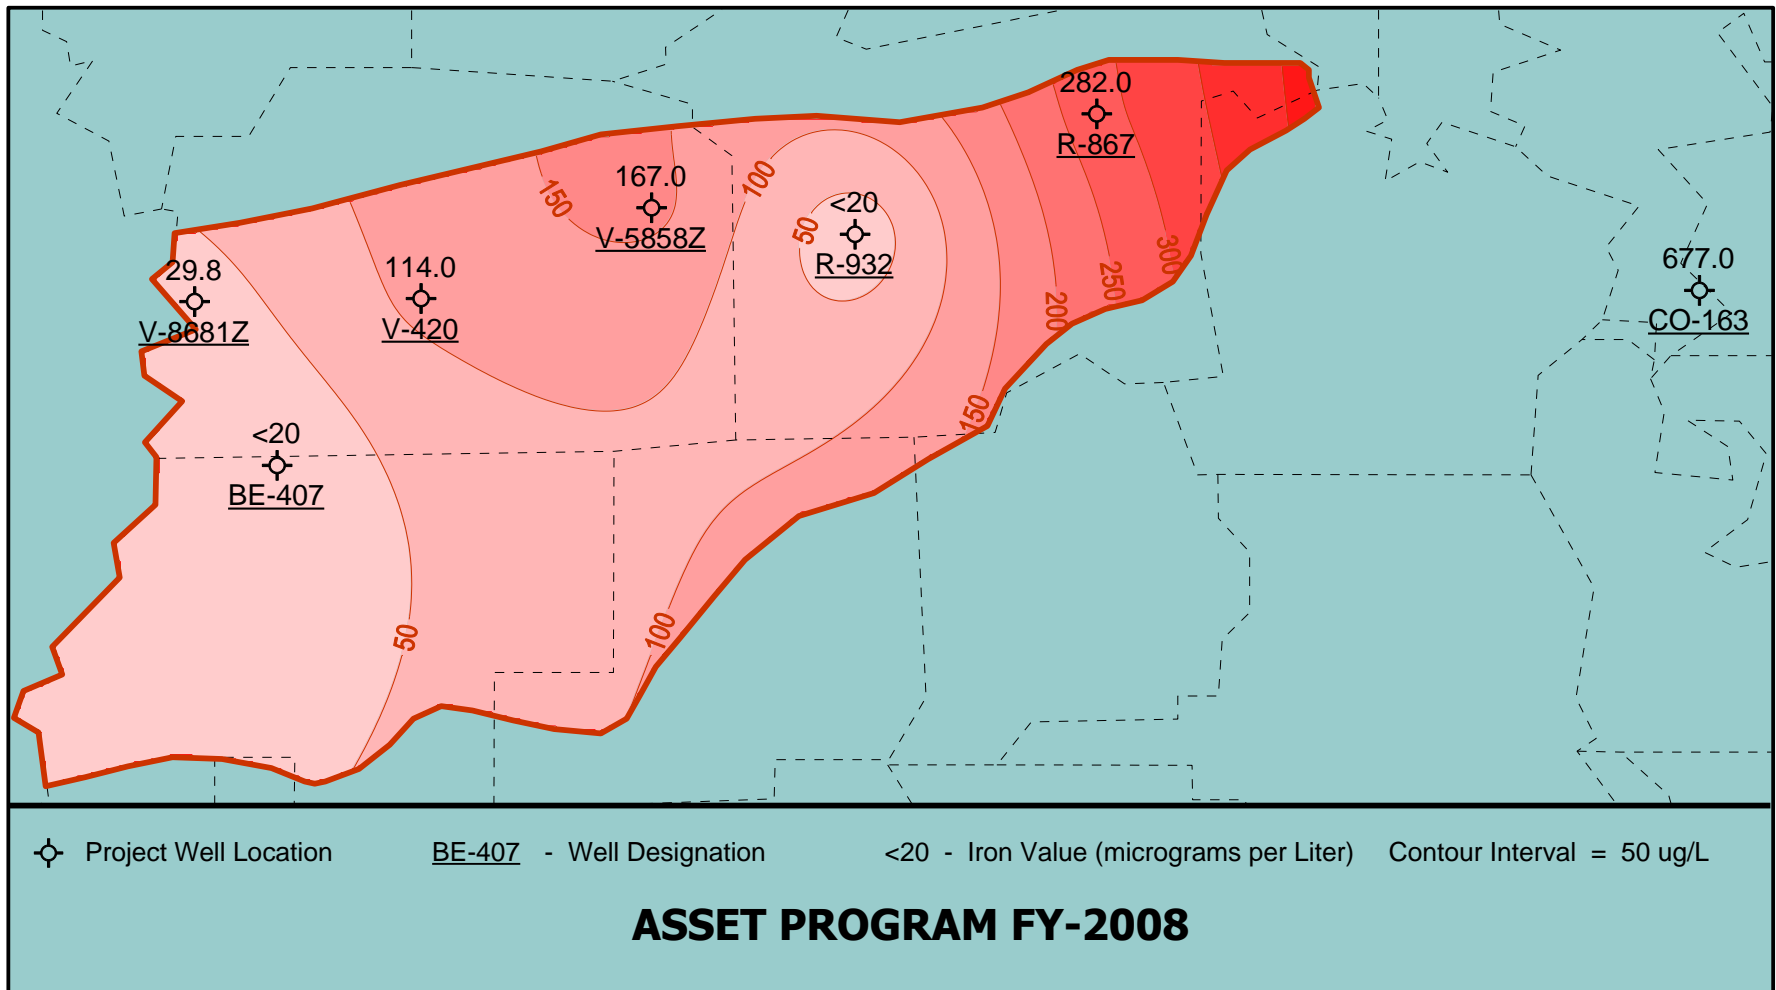 282.0
R-867
167.0
V-5858Z
150
100
<20
R-932
50
29.8
V-8681Z
114.0
V-420
300
250
200
150
677.0
CO-163
<20
BE-407
50
100
Project Well Location
BE-407 - Well Designation
<20 - Iron Value (micrograms per Liter)
Contour Interval = 50 ug/L
ASSET PROGRAM FY-2008